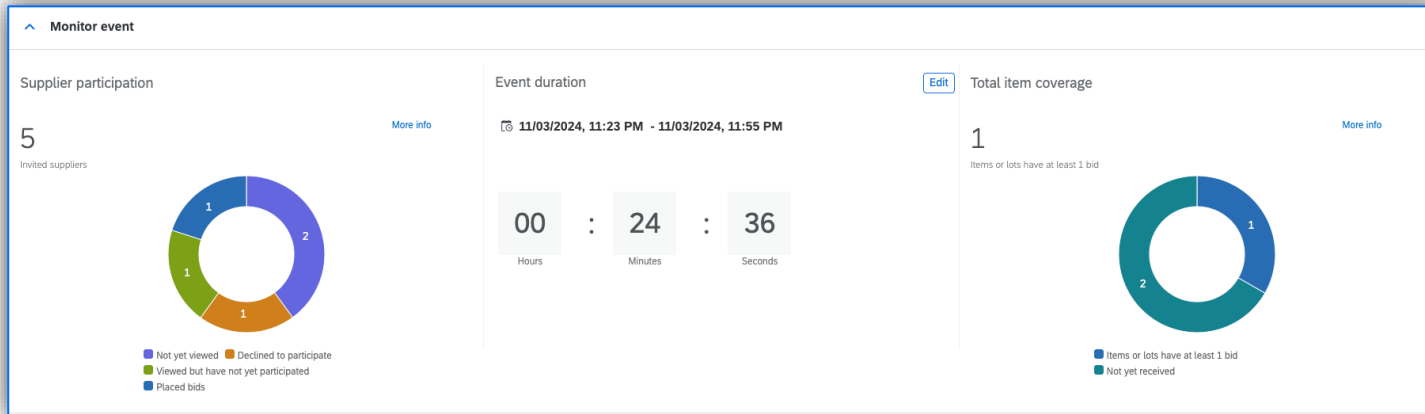 Monitor event
Supplier participation
5
More info
Invited suppliers
1
2
1
1
Not yet viewed Declined to participate
Viewed but have not yet participated
Placed bids
Event duration
Edit
11/03/2024, 11:23 PM - 11/03/2024, 11:55 PM
00 : 24 : 36
Hours Minutes Seconds
Total item coverage
1
More info
Items or lots have at least 1 bid
1
2
Items or lots have at least 1 bid
Not yet received